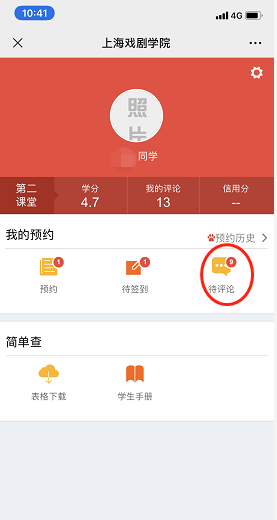 10:41
4G
上海戏剧学院
照
片
同学
第二
课堂
学分
我的评论
信用分
4.7
13
--
我的预约
预约历史
1
1
9
预约
待签到
待评论
简单查
表格下载
学生手册